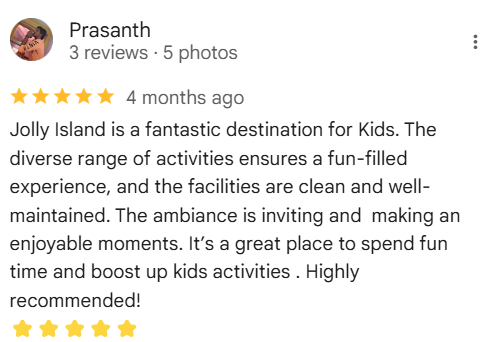 Prasanth
3 reviews · 5 photos
4 months ago
Jolly Island is a fantastic destination for Kids. The
diverse range of activities ensures a fun-filled
experience, and the facilities are clean and well-
maintained. The ambiance is inviting and  making an
enjoyable moments. It’s a great place to spend fun
time and boost up kids activities . Highly
recommended!